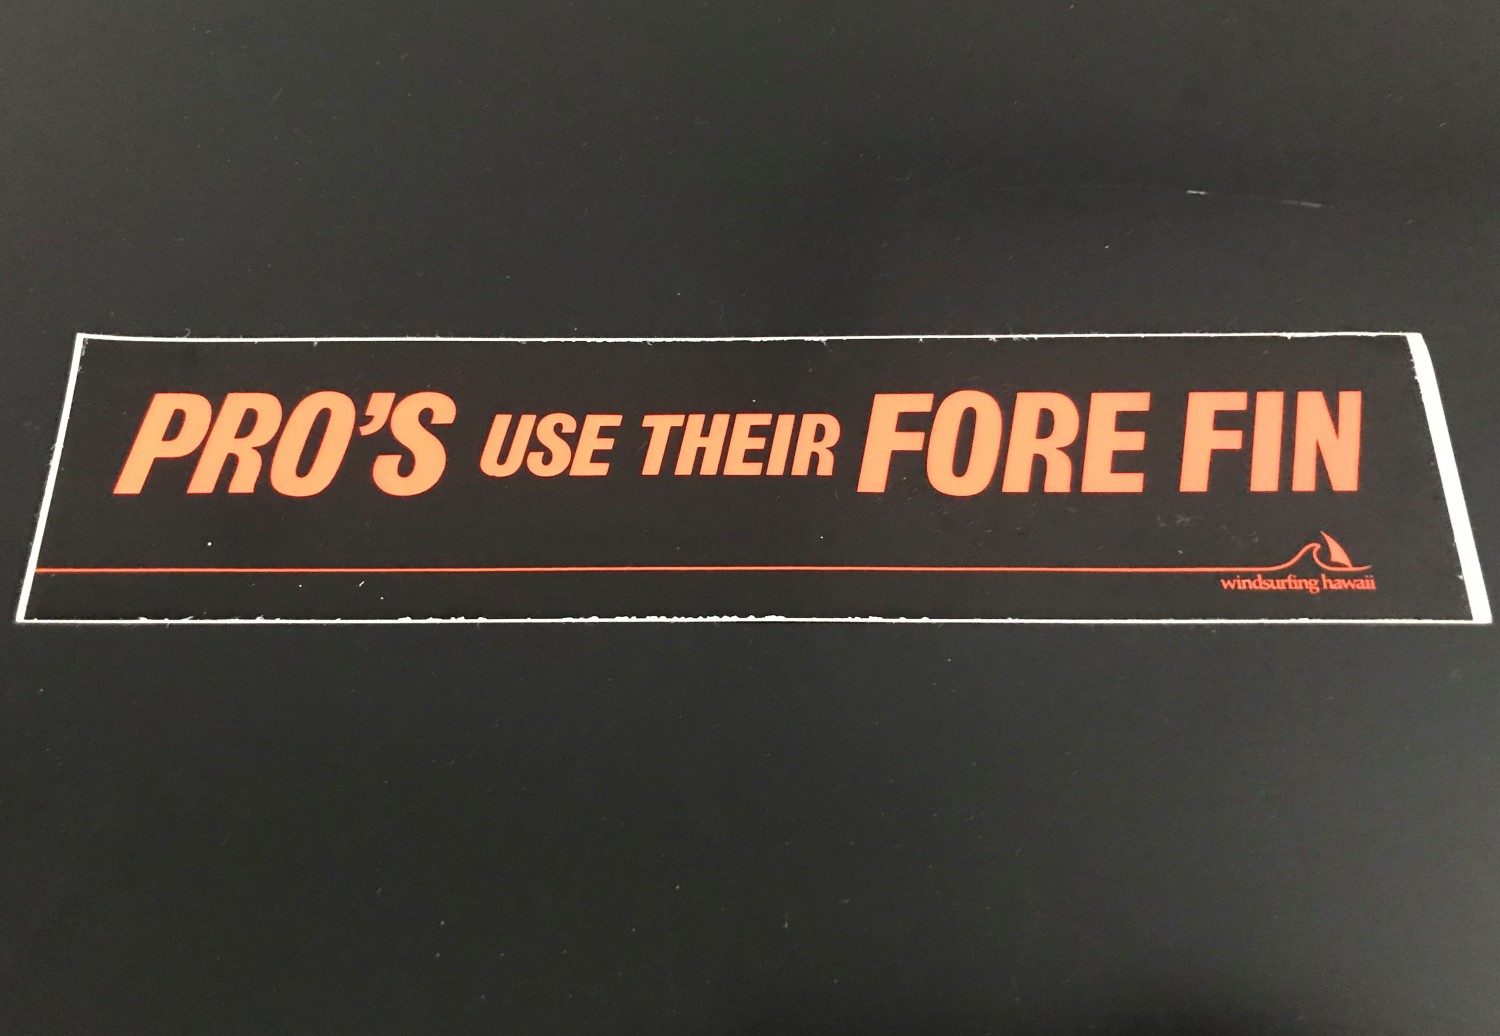 PRO'S USE THEIR FORE FIN
windsurfing hawaii